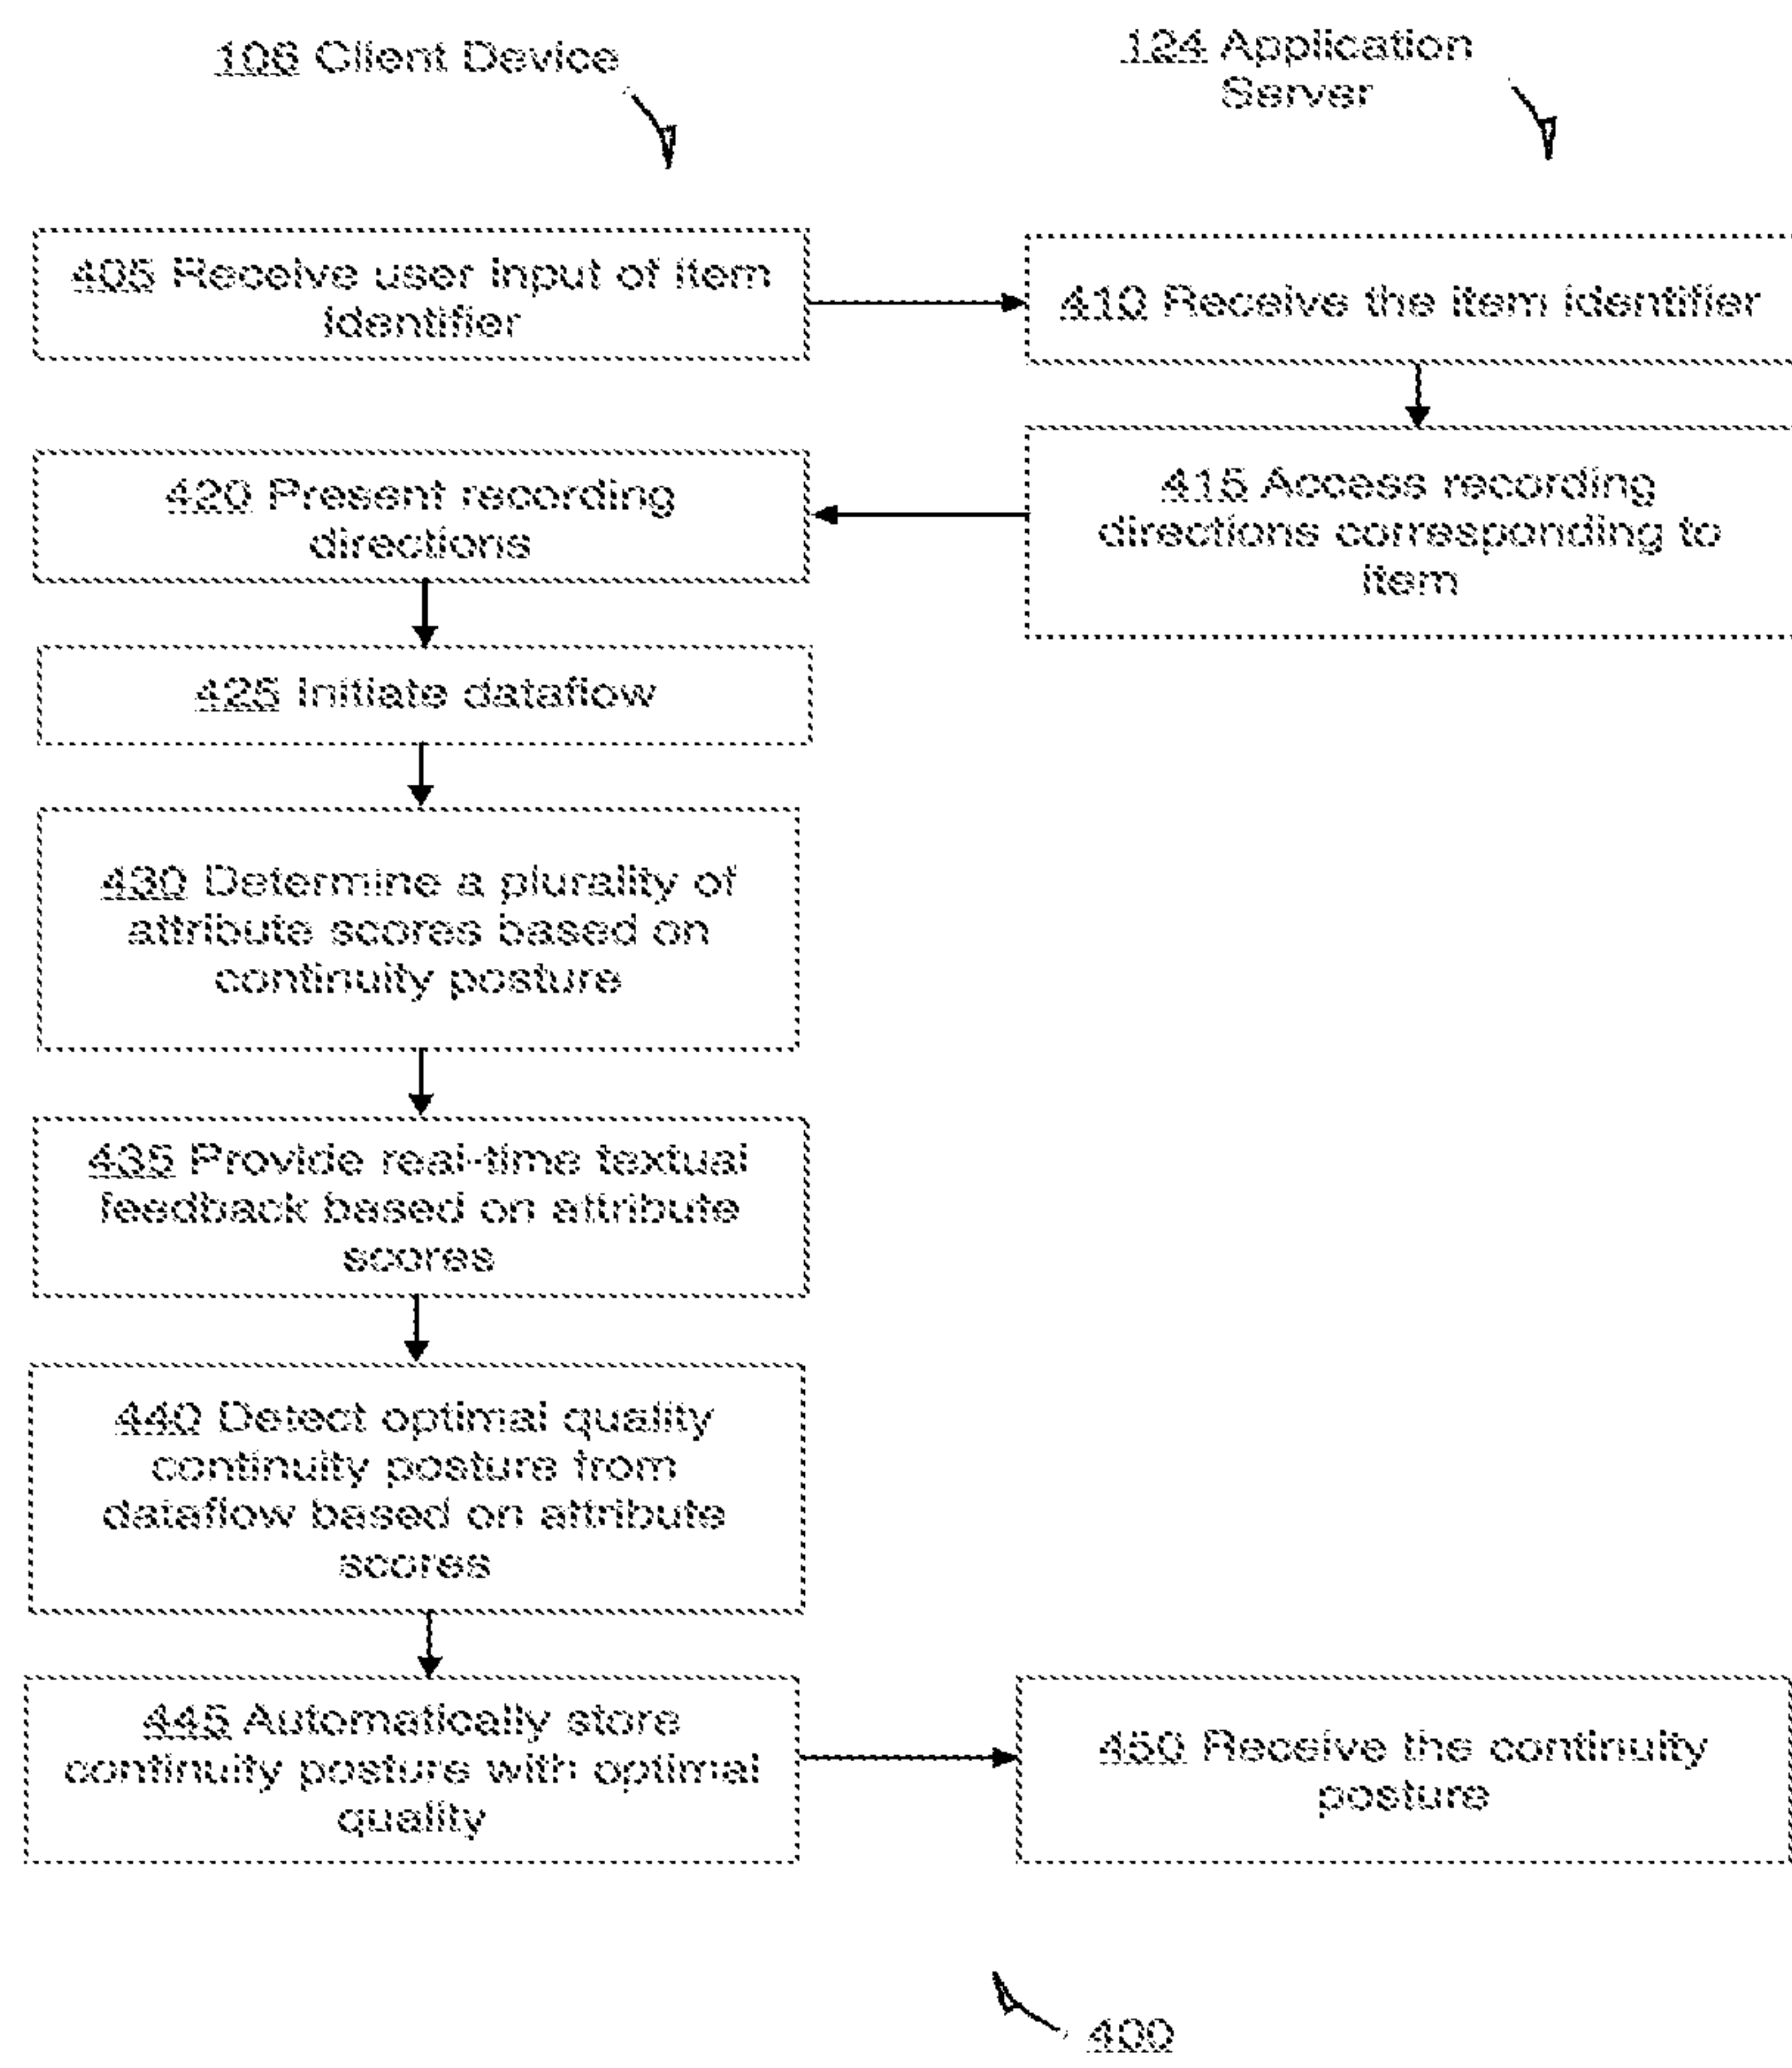 106 Client Device
124 Application
Server
405 Receive user input of item
identifier
410 Receive the item identifier
415 Access recording
directions corresponding to
item
420 Present recording
directions
425 Initiate dataflow
430 Determine a plurality of
attribute scores based on
continuity posture
435 Provide real-time textual
feedback based on attribute
scores
440 Detect optimal quality
continuity posture from
dataflow based on attribute
scores
445 Automatically store
continuity posture with optimal
quality
450 Receive the continuity
posture
400